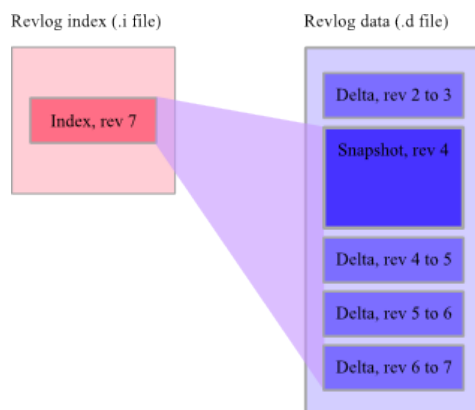 Revlog index (.i file)
Revlog data (.d file)
Index, rev 7
Delta, rev 2 to 3
Snapshot, rev 4
Delta, rev 4 to 5
Delta, rev 5 to 6
Delta, rev 6 to 7